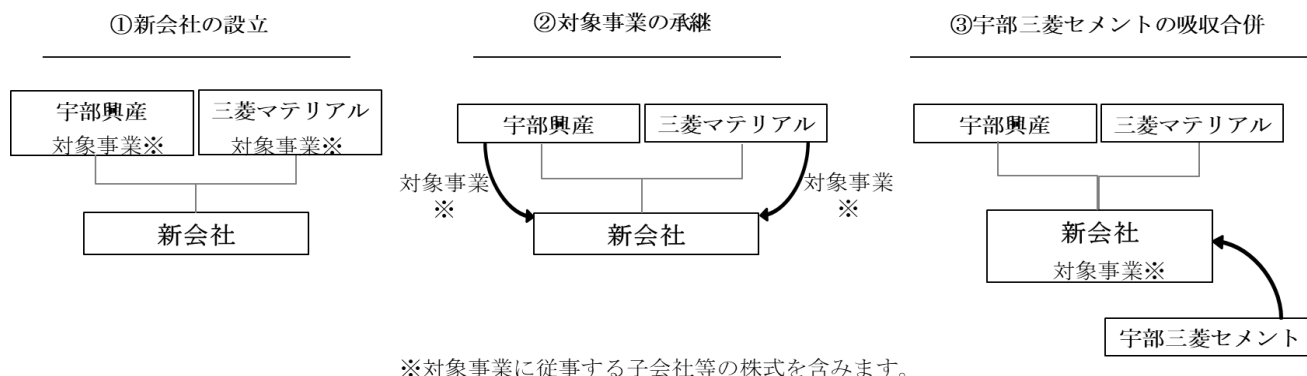 ①新会社の設立
宇部興産
対象事業※
三菱マテリアル
対象事業※
新会社
②対象事業の承継
宇部興産
三菱マテリアル
対象事業
※
対象事業
※
新会社
③宇部三菱セメントの吸収合併
宇部興産
三菱マテリアル
新会社
対象事業※
宇部三菱セメント
※対象事業に従事する子会社等の株式を含みます。